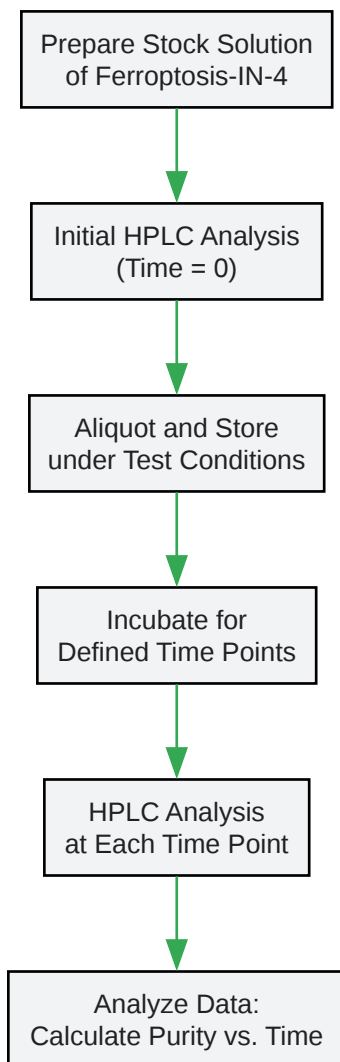 Prepare Stock Solution
of Ferroptosis-IN-4
Initial HPLC Analysis
(Time = 0)
Aliquot and Store
under Test Conditions
Incubate for
Defined Time Points
HPLC Analysis
at Each Time Point
Analyze Data:
Calculate Purity vs. Time